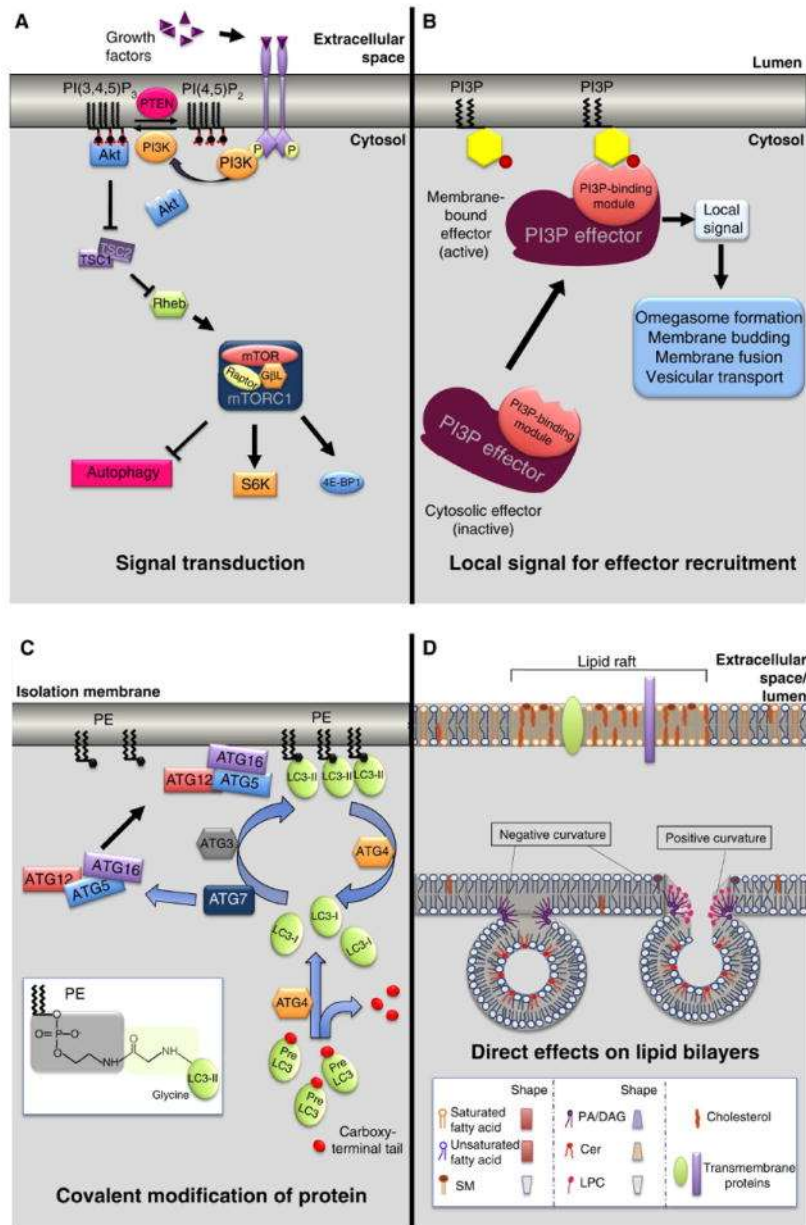 A
Growth
factors
Extracellular
space
PI(3,4,5)P3
PTEN
PI(4,5)P2
Cytosol
Akt
PI3K
PI3K
P
P
Akt
TSC1
TSC2
Rheb
mTOR
Raptor
GβL
mTORC1
Autophagy
S6K
4E-BP1
Signal transduction
B
Lumen
PI3P
PI3P
Cytosol
Membrane-
bound
effector
(active)
PI3P-binding
module
PI3P effector
Local
signal
Omegasome formation
Membrane budding
Membrane fusion
Vesicular transport
PI3P-binding
module
PI3P effector
Cytosolic effector
(inactive)
Local signal for effector recruitment
C
Isolation membrane
PE
PE
ATG16
ATG12
ATG5
LC3-II
LC3-II
LC3-II
ATG3
ATG4
ATG16
ATG12
ATG5
ATG7
LC3-I
LC3-I
LC3-I
ATG4
PE
O=P-O-
O
O
NH
O
NH
LC3-II
Glycine
Pre
LC3
Pre
LC3
Pre
LC3
Carboxy-
terminal tail
Covalent modification of protein
D
Lipid raft
Extracellular
space/
lumen
Negative curvature
Positive curvature
Direct effects on lipid bilayers
Shape
Shape
Saturated
fatty acid
PA/DAG
Cholesterol
Unsaturated
fatty acid
Cer
Transmembrane
proteins
SM
LPC